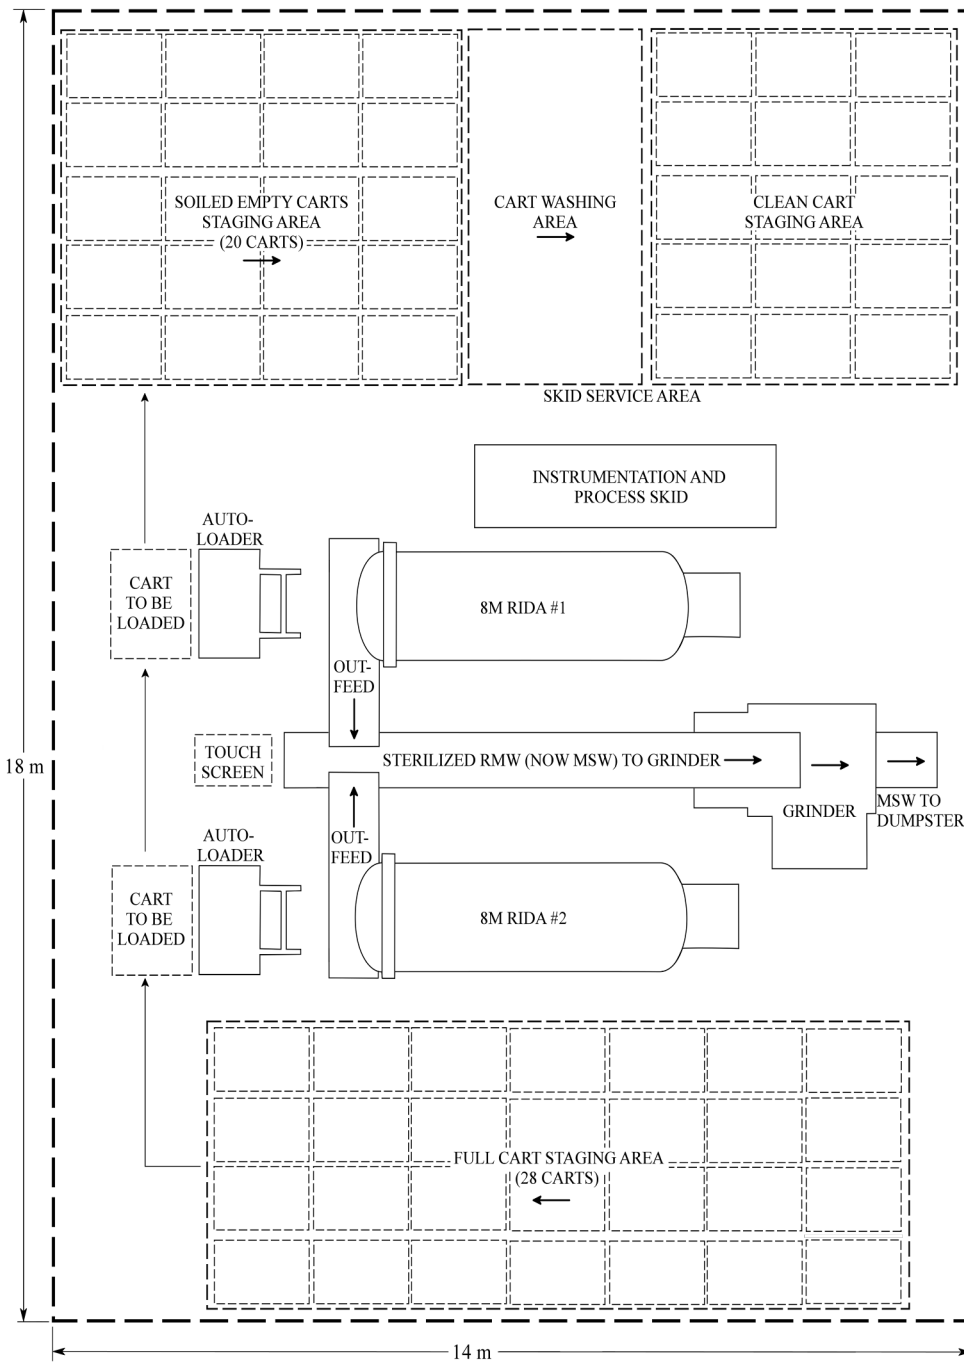 SOILED EMPTY CARTS
STAGING AREA
(20 CARTS)
CART WASHING
AREA
CLEAN CART
STAGING AREA
SKID SERVICE AREA
INSTRUMENTATION AND
PROCESS SKID
AUTO-
LOADER
CART
TO BE
LOADED
8M RIDA #1
OUT-
FEED
18 m
TOUCH
SCREEN
STERILIZED RMW (NOW MSW) TO GRINDER
GRINDER
MSW TO
DUMPSTER
AUTO-
LOADER
OUT-
FEED
CART
TO BE
LOADED
8M RIDA #2
FULL CART STAGING AREA
(28 CARTS)
14 m